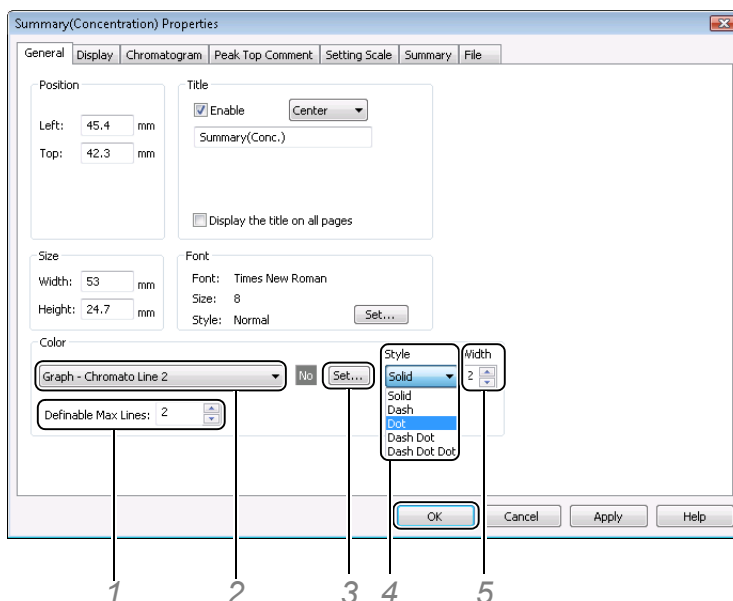 Summary(Concentration) Properties
General Display Chromatogram Peak Top Comment Setting Scale Summary File
Position
Left: 45.4 mm
Top: 42.3 mm
Title
Enable Center
Summary(Conc.)
Display the title on all pages
Size
Width: 53 mm
Height: 24.7 mm
Font
Font: Times New Roman
Size: 8
Style: Normal Set...
Color
Style Width
Graph - Chromato Line 2 No Set... Solid 2
Definable Max Lines: 2
Solid
Dash
Dot
Dash Dot
Dash Dot Dot
OK Cancel Apply Help
1 2 3 4 5